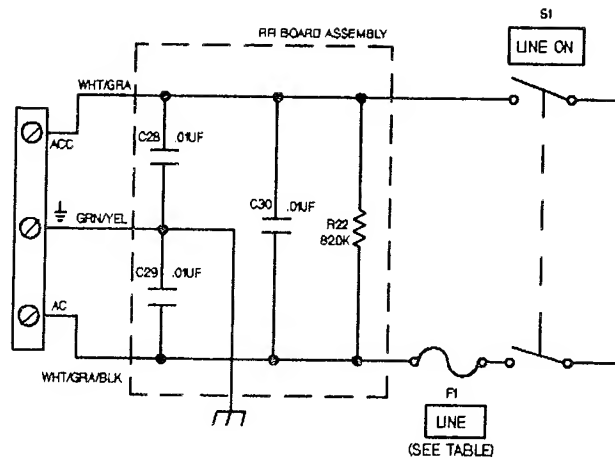 S1
RFI BOARD ASSEMBLY
LINE ON
WHT/GRA
ACC
C28 .01UF
GRN/YEL
C30 .01UF
R22
820K
C29 .01UF
AC
WHT/GRA/BLK
F1
LINE
(SEE TABLE)